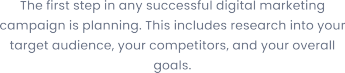 The first step in any successful digital marketing
campaign is planning. This includes research into your
target audience, your competitors, and your overall
goals.